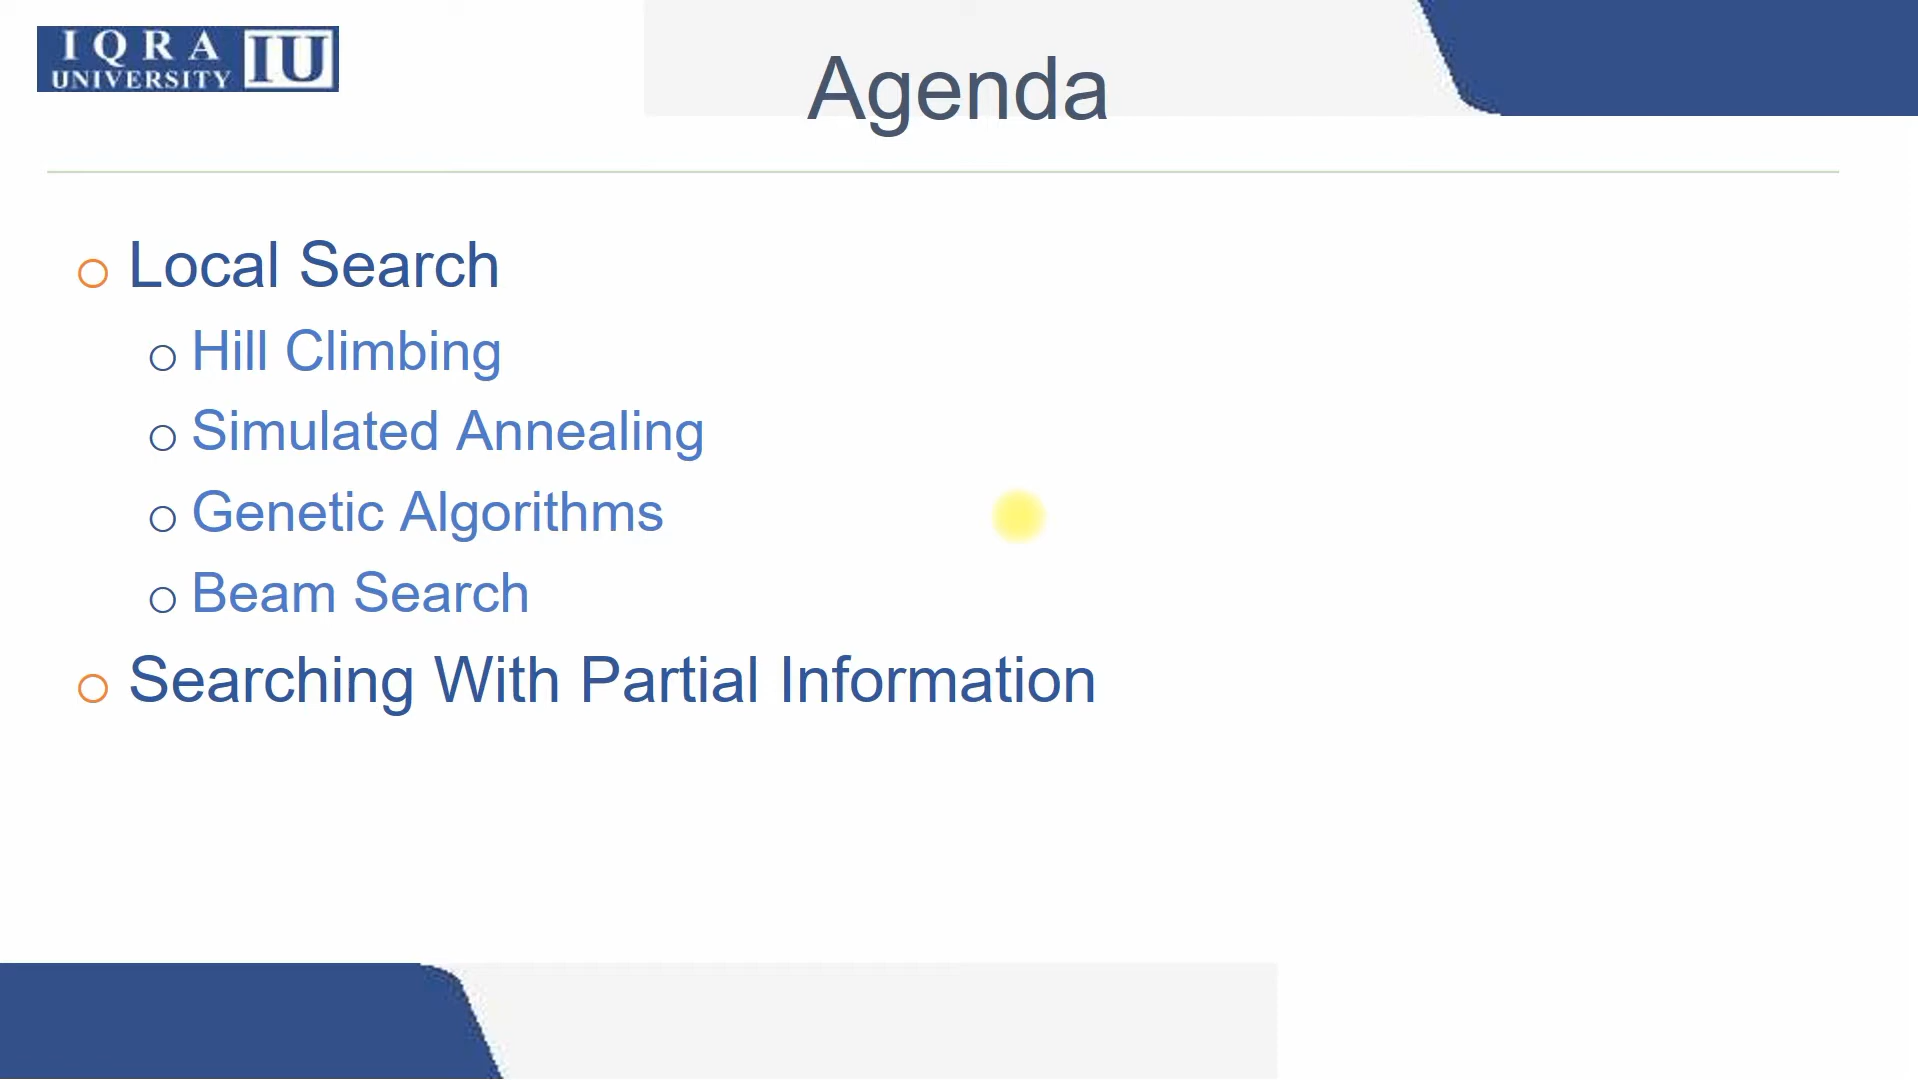 IQRA
UNIVERSITY IU
Agenda
Local Search
Hill Climbing
Simulated Annealing
Genetic Algorithms
Beam Search
Searching With Partial Information